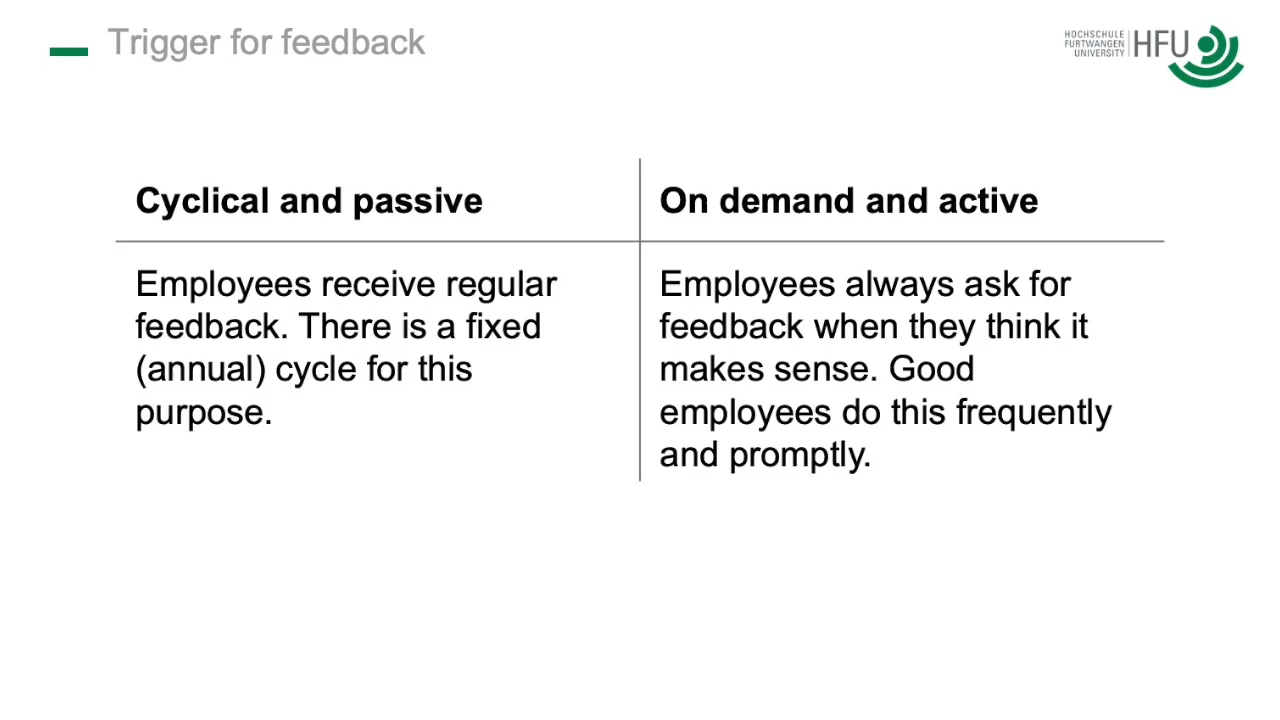 Trigger for feedback
HOCHSCHULE
FURTWANGEN
UNIVERSITY
HFU
Cyclical and passive
On demand and active
Employees receive regular
feedback. There is a fixed
(annual) cycle for this
purpose.
Employees always ask for
feedback when they think it
makes sense. Good
employees do this frequently
and promptly.